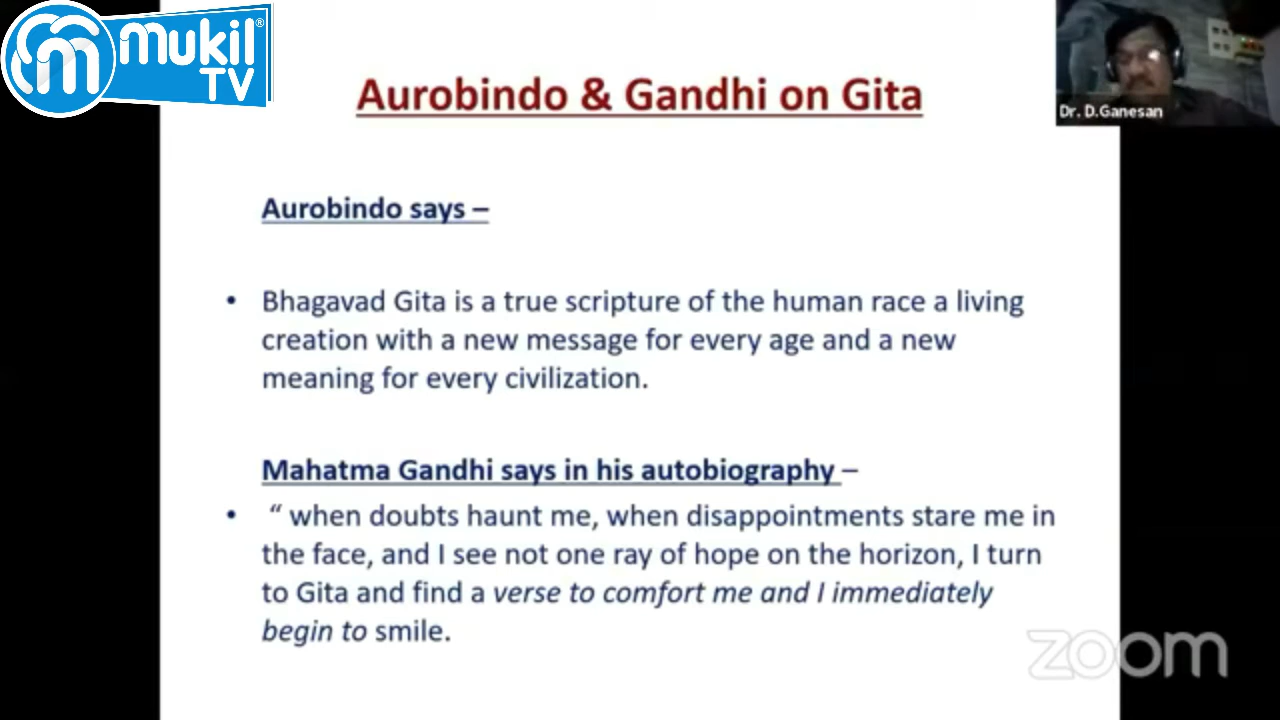 mukil®
TV
Aurobindo & Gandhi on Gita
Dr. D.Ganesan
Aurobindo says –
• Bhagavad Gita is a true scripture of the human race a living
creation with a new message for every age and a new
meaning for every civilization.
Mahatma Gandhi says in his autobiography –
• “ when doubts haunt me, when disappointments stare me in
the face, and I see not one ray of hope on the horizon, I turn
to Gita and find a verse to comfort me and I immediately
begin to smile.
zoom